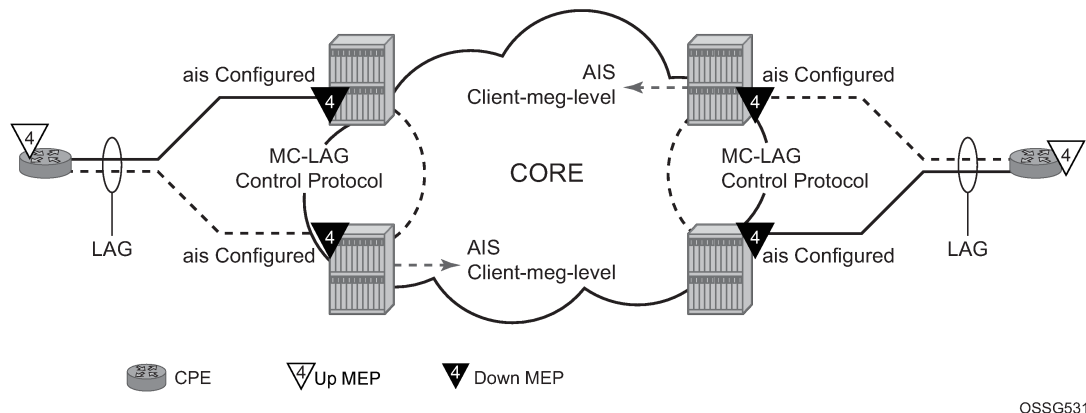 ais Configured
4
AIS
Client-meg-level
ais Configured
4
4
MC-LAG
Control Protocol
CORE
MC-LAG
Control Protocol
4
LAG
ais Configured
4
AIS
Client-meg-level
4
ais Configured
LAG
CPE
4
Up MEP
4
Down MEP
OSSG531